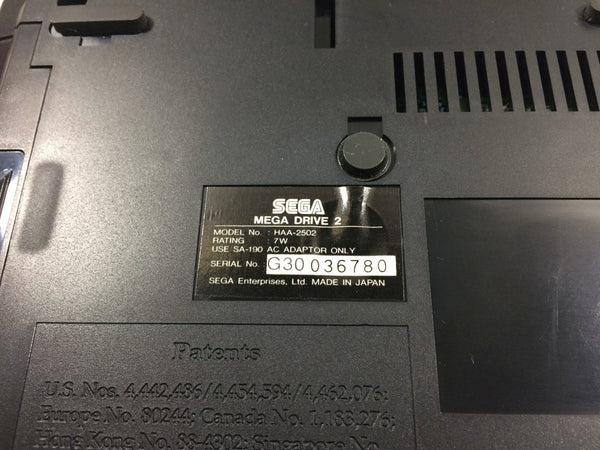 SEGA
MEGA DRIVE 2
MODEL No. : HAA-2502
RATING : 7W
USE SA-190 AC ADAPTOR ONLY
SERIAL No. : G30 036780
SEGA Enterprises, Ltd. MADE IN JAPAN
Patents
U.S. Nos. 4,442,486/4,454,594/4,462,076;
Europe No. 80244; Canada No. 1,183,276;
Hong Kong No. 88-4302; Singapore No.